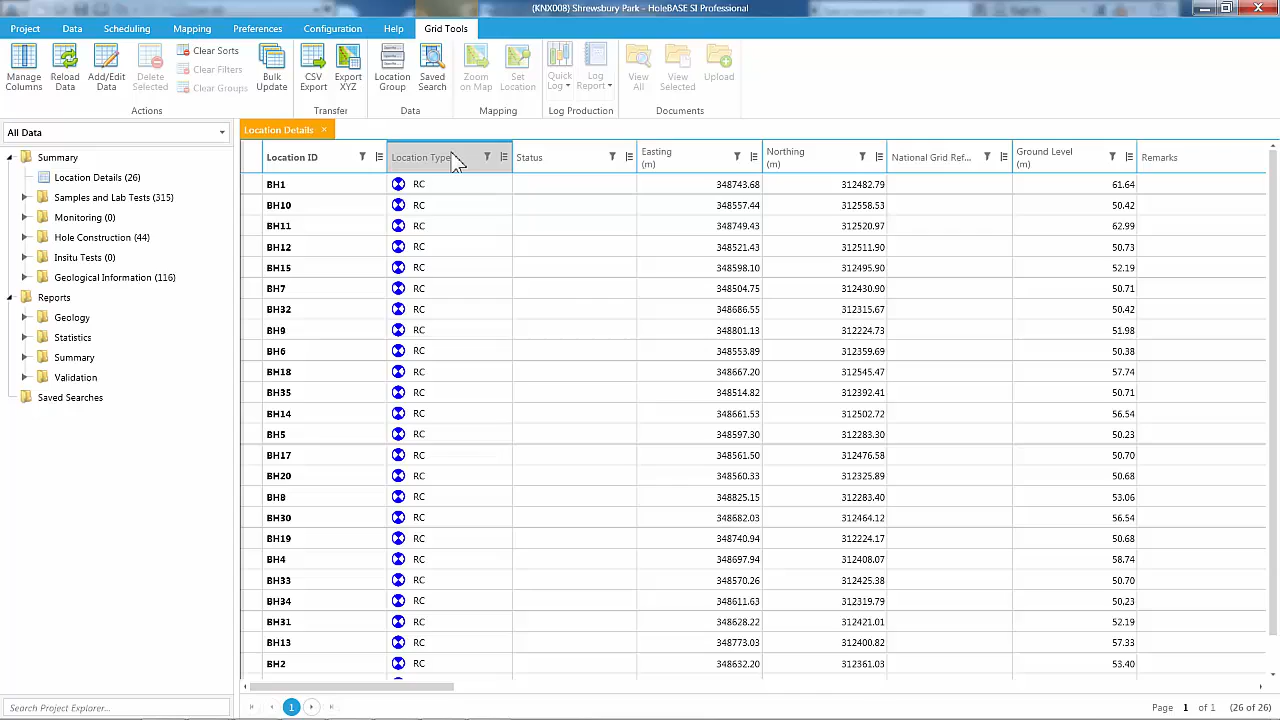 (KNX008) Shrewsbury Park - HoleBASE SI Professional
Project Data Scheduling Mapping Preferences Configuration Help Grid Tools
Manage Columns
Reload Data
Add/Edit Data
Delete Selected
Clear Sorts
Clear Filters
Clear Groups
Bulk Update
CSV Export
Export XYZ
Location Group
Saved Search
Zoom on Map
Set Location
Quick Log
Log Report
View All
View Selected
Upload
Actions Transfer Data Mapping Log Production Documents
All Data
Summary
Location Details (26)
Samples and Lab Tests (315)
Monitoring (0)
Hole Construction (44)
Insitu Tests (0)
Geological Information (116)
Reports
Geology
Statistics
Summary
Validation
Saved Searches
Search Project Explorer...
Location Details ×
Location ID Location Type Status Easting (m) Northing (m) National Grid Ref... Ground Level (m) Remarks
BH1 RC 348743.68 312482.79 61.64
BH10 RC 348557.44 312558.53 50.42
BH11 RC 348749.43 312520.97 62.99
BH12 RC 348521.43 312511.90 50.73
BH15 RC 348598.10 312495.90 52.19
BH7 RC 348504.75 312430.90 50.71
BH32 RC 348686.55 312315.67 50.42
BH9 RC 348801.13 312224.73 51.98
BH6 RC 348553.89 312359.69 50.38
BH18 RC 348667.20 312545.47 57.74
BH35 RC 348514.82 312392.41 50.71
BH14 RC 348661.53 312502.72 56.54
BH5 RC 348597.30 312283.30 50.23
BH17 RC 348561.50 312476.58 50.70
BH20 RC 348560.33 312325.89 50.68
BH8 RC 348825.15 312283.40 53.06
BH30 RC 348682.03 312464.12 56.54
BH19 RC 348740.94 312224.17 50.68
BH4 RC 348697.94 312408.07 58.74
BH33 RC 348570.26 312425.38 50.70
BH34 RC 348611.63 312319.79 50.23
BH31 RC 348628.22 312421.01 52.19
BH13 RC 348773.03 312400.82 57.33
BH2 RC 348632.20 312361.03 53.40
1
Page 1 of 1 (26 of 26)